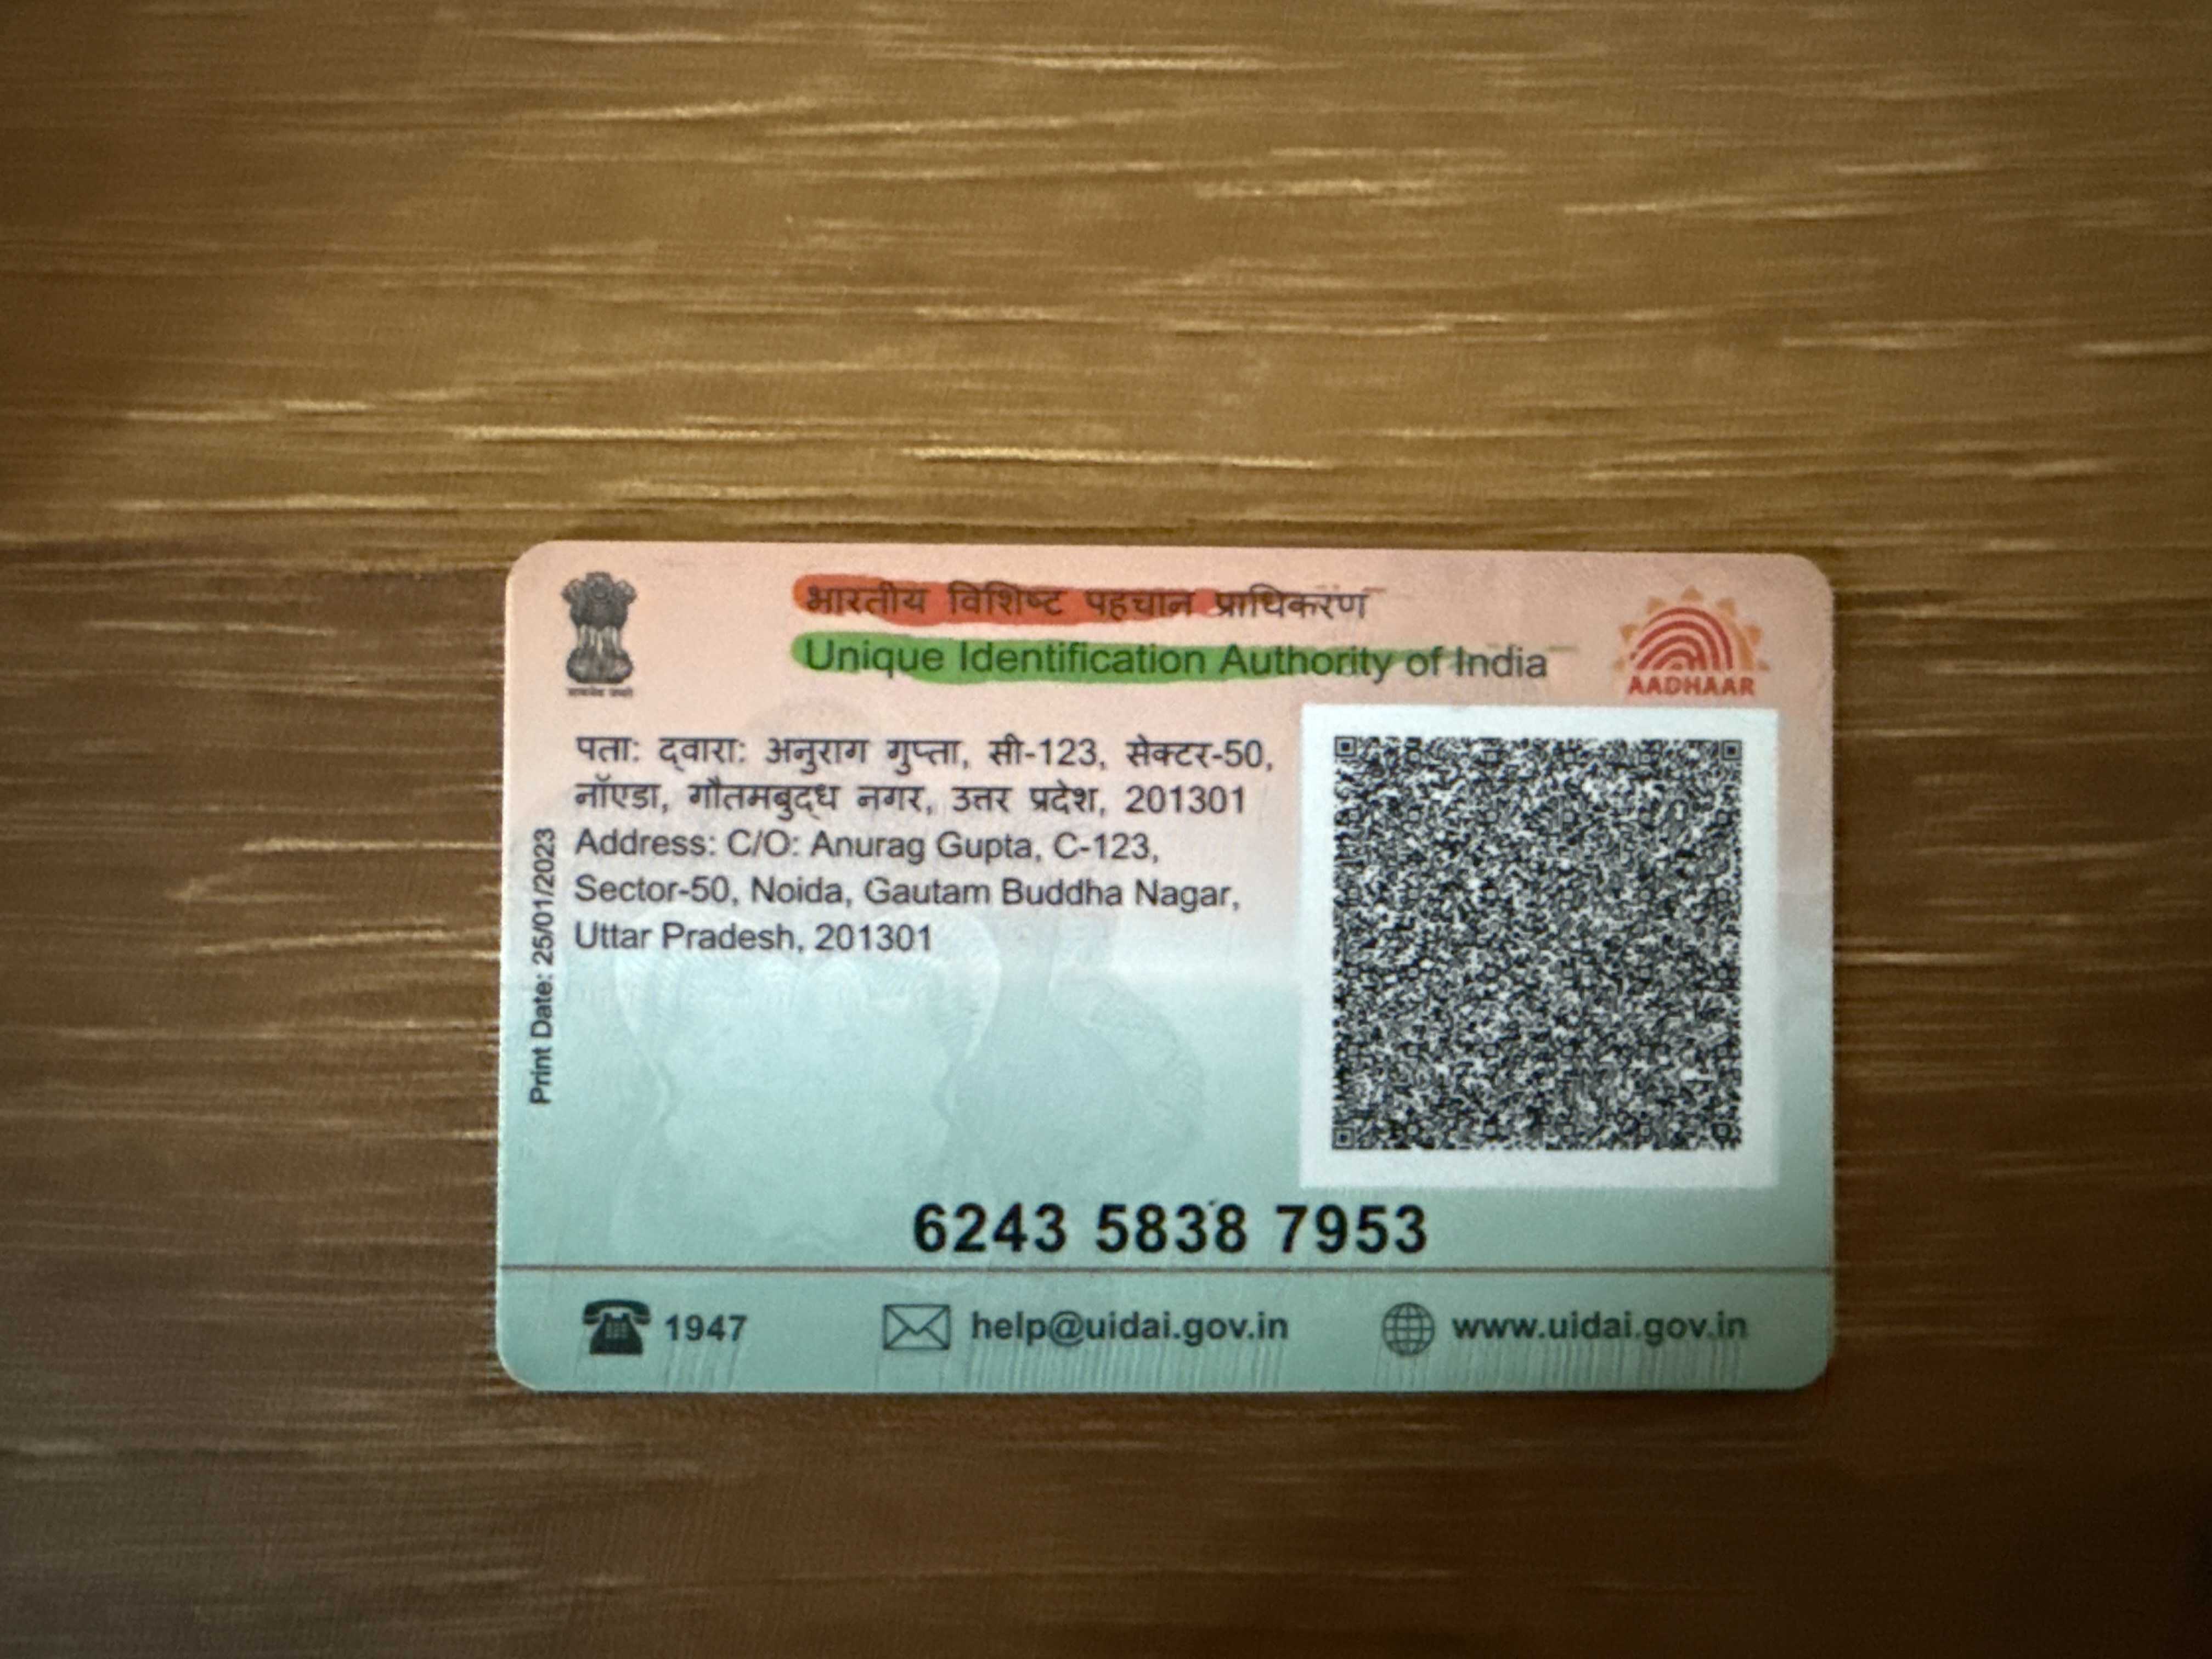 भारतीय विशिष्ट पहचान प्राधिकरण
Unique Identification Authority of India
AADHAAR
पता: द्वारा: अनुराग गुप्ता, सी-123, सेक्टर-50,
नॉएडा, गौतमबुद्ध नगर, उत्तर प्रदेश, 201301
Address: C/O: Anurag Gupta, C-123,
Sector-50, Noida, Gautam Buddha Nagar,
Uttar Pradesh, 201301
Print Date: 25/01/2023
6243 5838 7953
1947
help@uidai.gov.in
www.uidai.gov.in